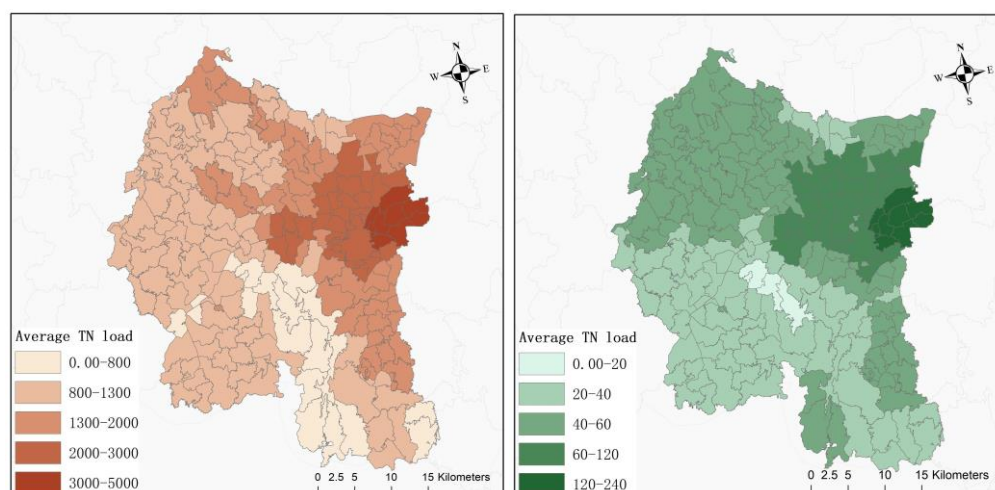 N
W E
S
Average TN load
0.00-800
800-1300
1300-2000
2000-3000
3000-5000
0 2.5 5 10 15 Kilometers
N
W E
S
Average TN load
0.00-20
20-40
40-60
60-120
120-240
0 2.5 5 10 15 Kilometers